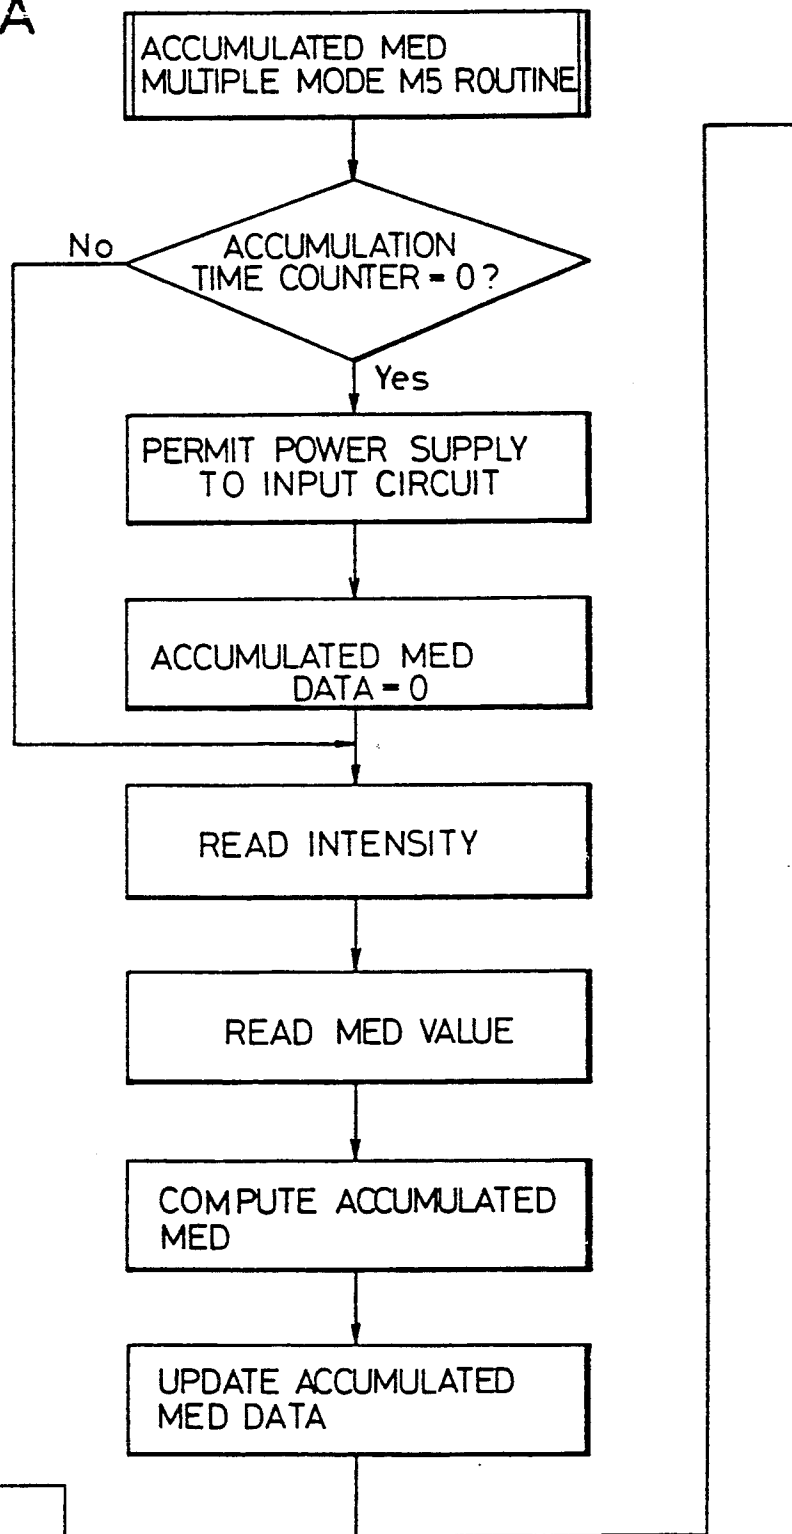 A
ACCUMULATED MED
MULTIPLE MODE M5 ROUTINE
No
ACCUMULATION
TIME COUNTER = 0?
Yes
PERMIT POWER SUPPLY
TO INPUT CIRCUIT
ACCUMULATED MED
DATA = 0
READ INTENSITY
READ MED VALUE
COMPUTE ACCUMULATED
MED
UPDATE ACCUMULATED
MED DATA